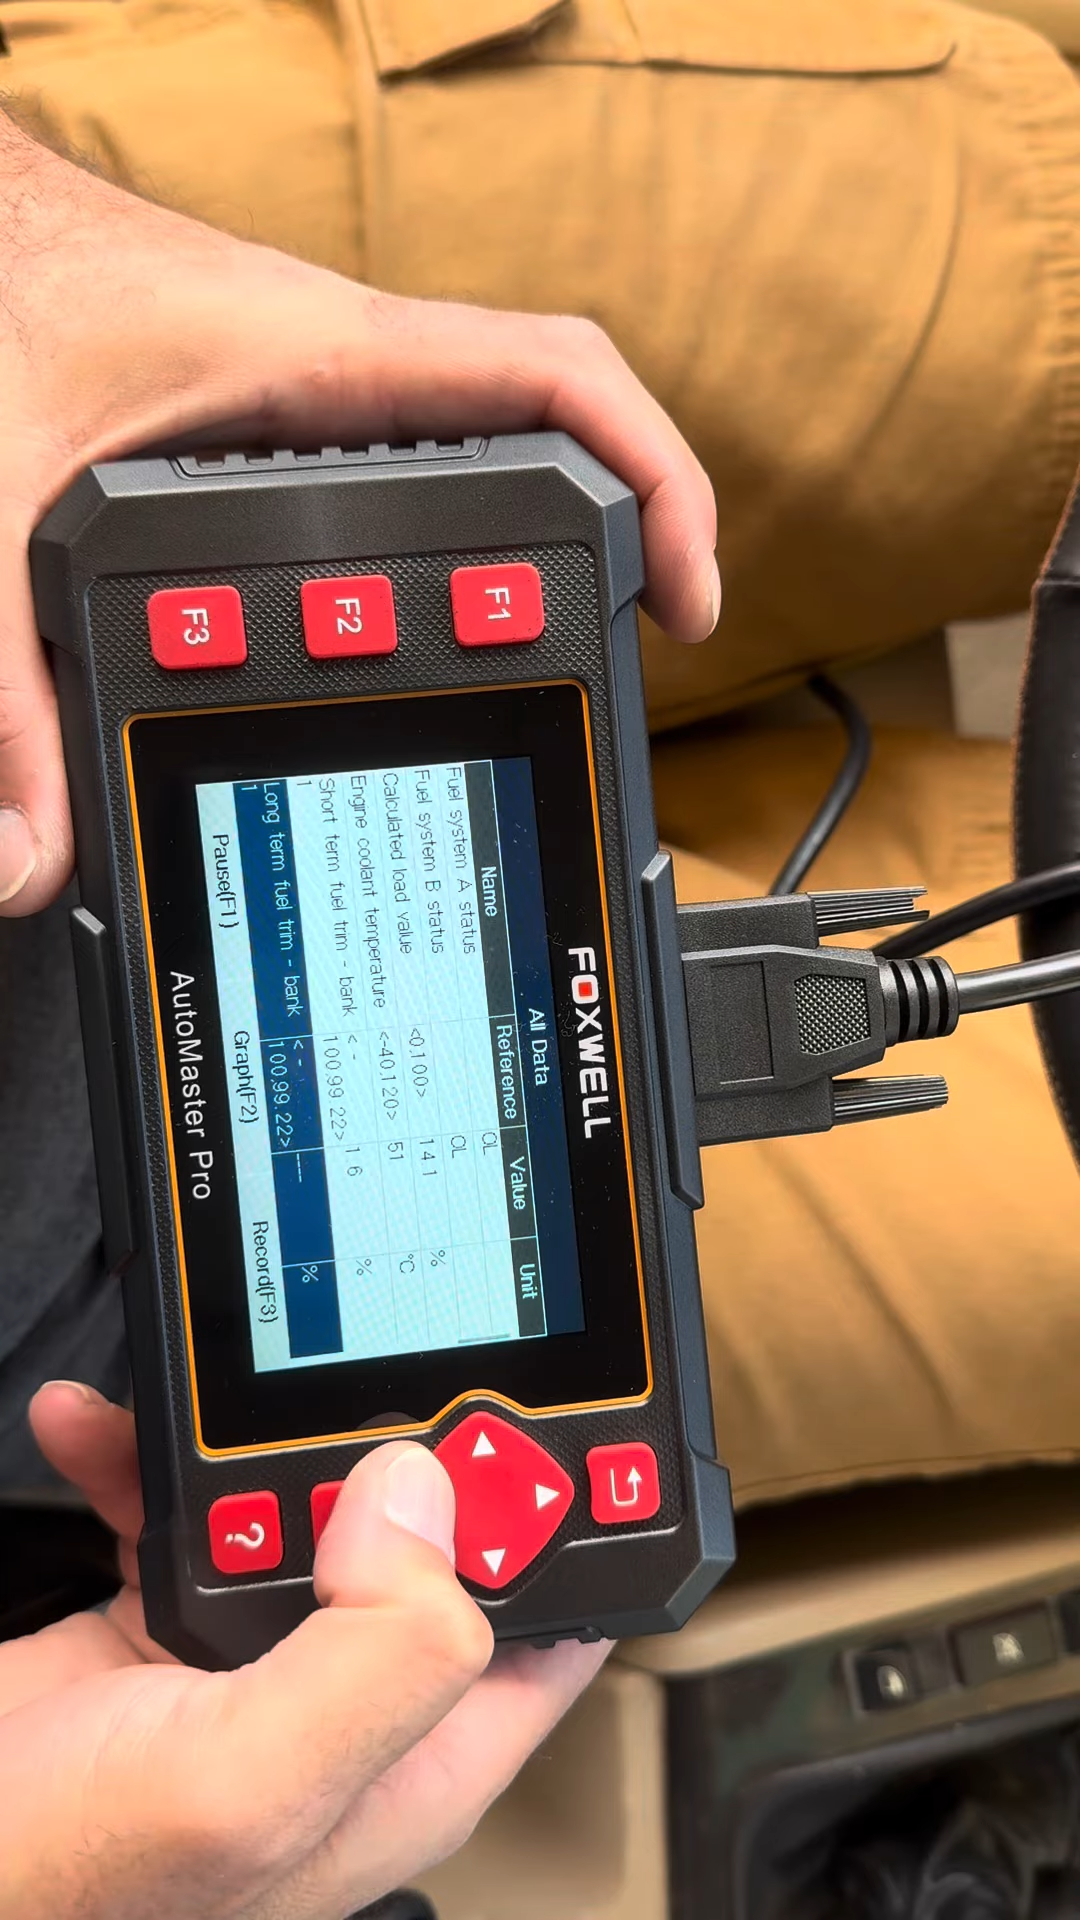 FOXWELL
All Data
Name Reference Value Unit
Fuel system A status OL
Fuel system B status OL
Calculated load value <0,100> 14.1 %
Engine coolant temperature <-40,120> 51 °C
Short term fuel trim - bank < - 1.6 %
1 100,99.22>
Long term fuel trim - bank < - ---- %
1 100,99.22>
Pause(F1) Graph(F2) Record(F3)
AutoMaster Pro
F1
F2
F3
?